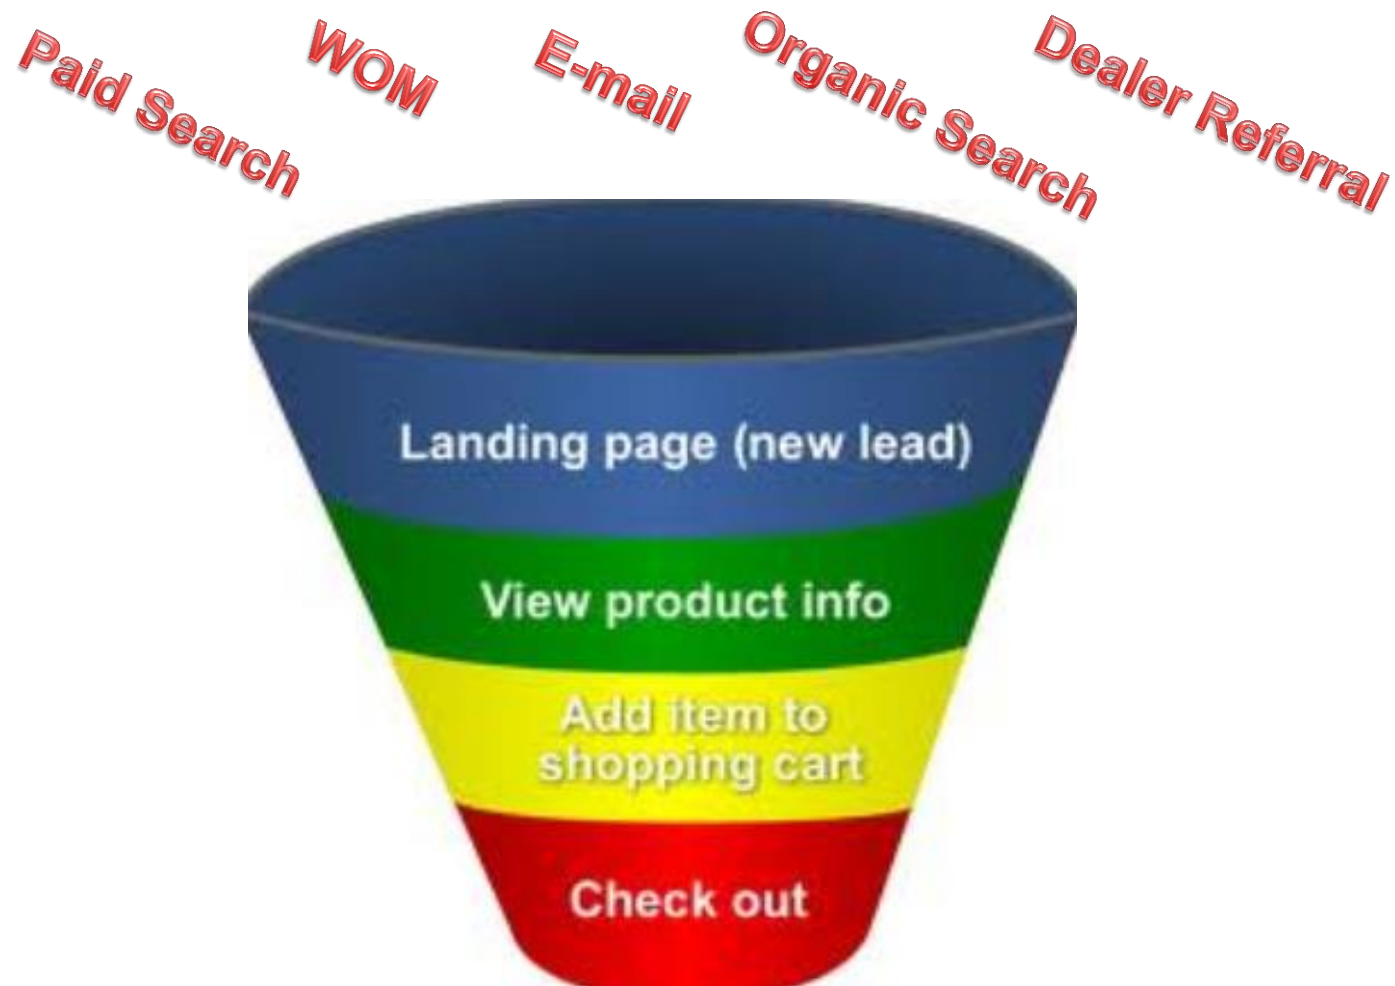 Paid Search
WOM
E-mail
Organic Search
Dealer Referral
Landing page (new lead)
View product info
Add item to
shopping cart
Check out